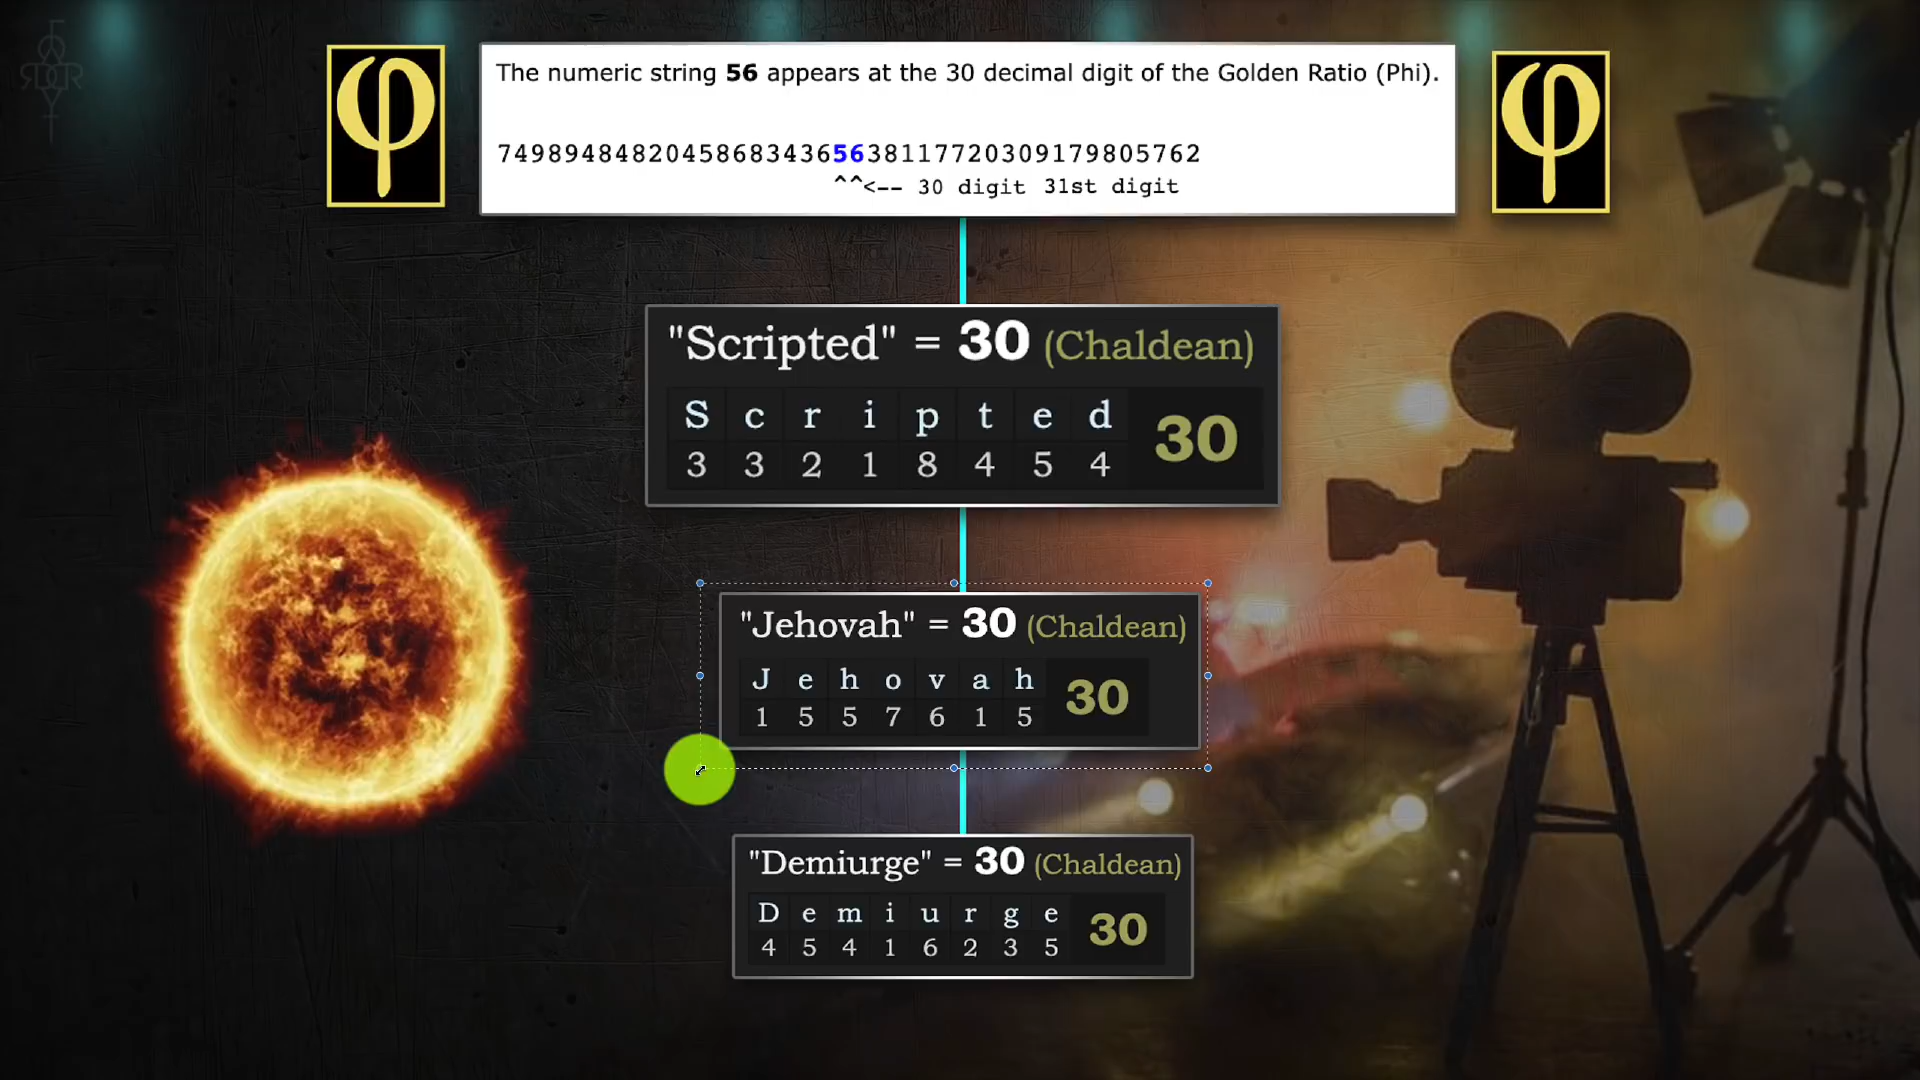 The numeric string 56 appears at the 30 decimal digit of the Golden Ratio (Phi).
749894848204586834365638117720309179805762
^^<-- 30 digit 31st digit
φ
φ
"Scripted" = 30 (Chaldean)
S c r i p t e d
3 3 2 1 8 4 5 4
30
"Jehovah" = 30 (Chaldean)
J e h o v a h
1 5 5 7 6 1 5
30
"Demiurge" = 30 (Chaldean)
D e m i u r g e
4 5 4 1 6 2 3 5
30